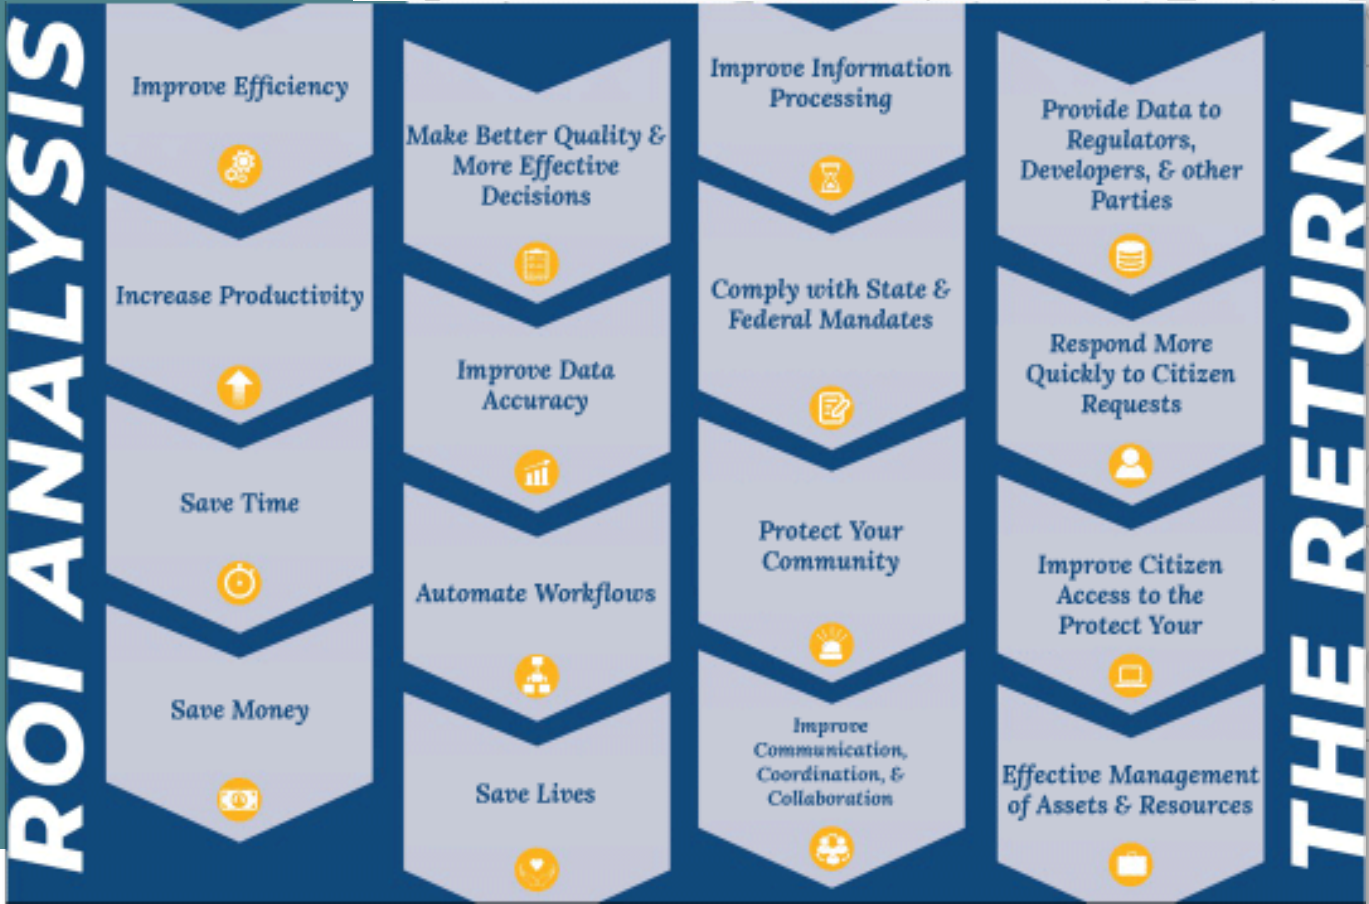 ROI ANALYSIS
Improve Efficiency
Increase Productivity
Save Time
Save Money
Make Better Quality &
More Effective
Decisions
Improve Data
Accuracy
Automate Workflows
Save Lives
Improve Information
Processing
Comply with State &
Federal Mandates
Protect Your
Community
Improve
Communication,
Coordination, &
Collaboration
Provide Data to
Regulators,
Developers, & other
Parties
Respond More
Quickly to Citizen
Requests
Improve Citizen
Access to the
Protect Your
Effective Management
of Assets & Resources
THE RETURN